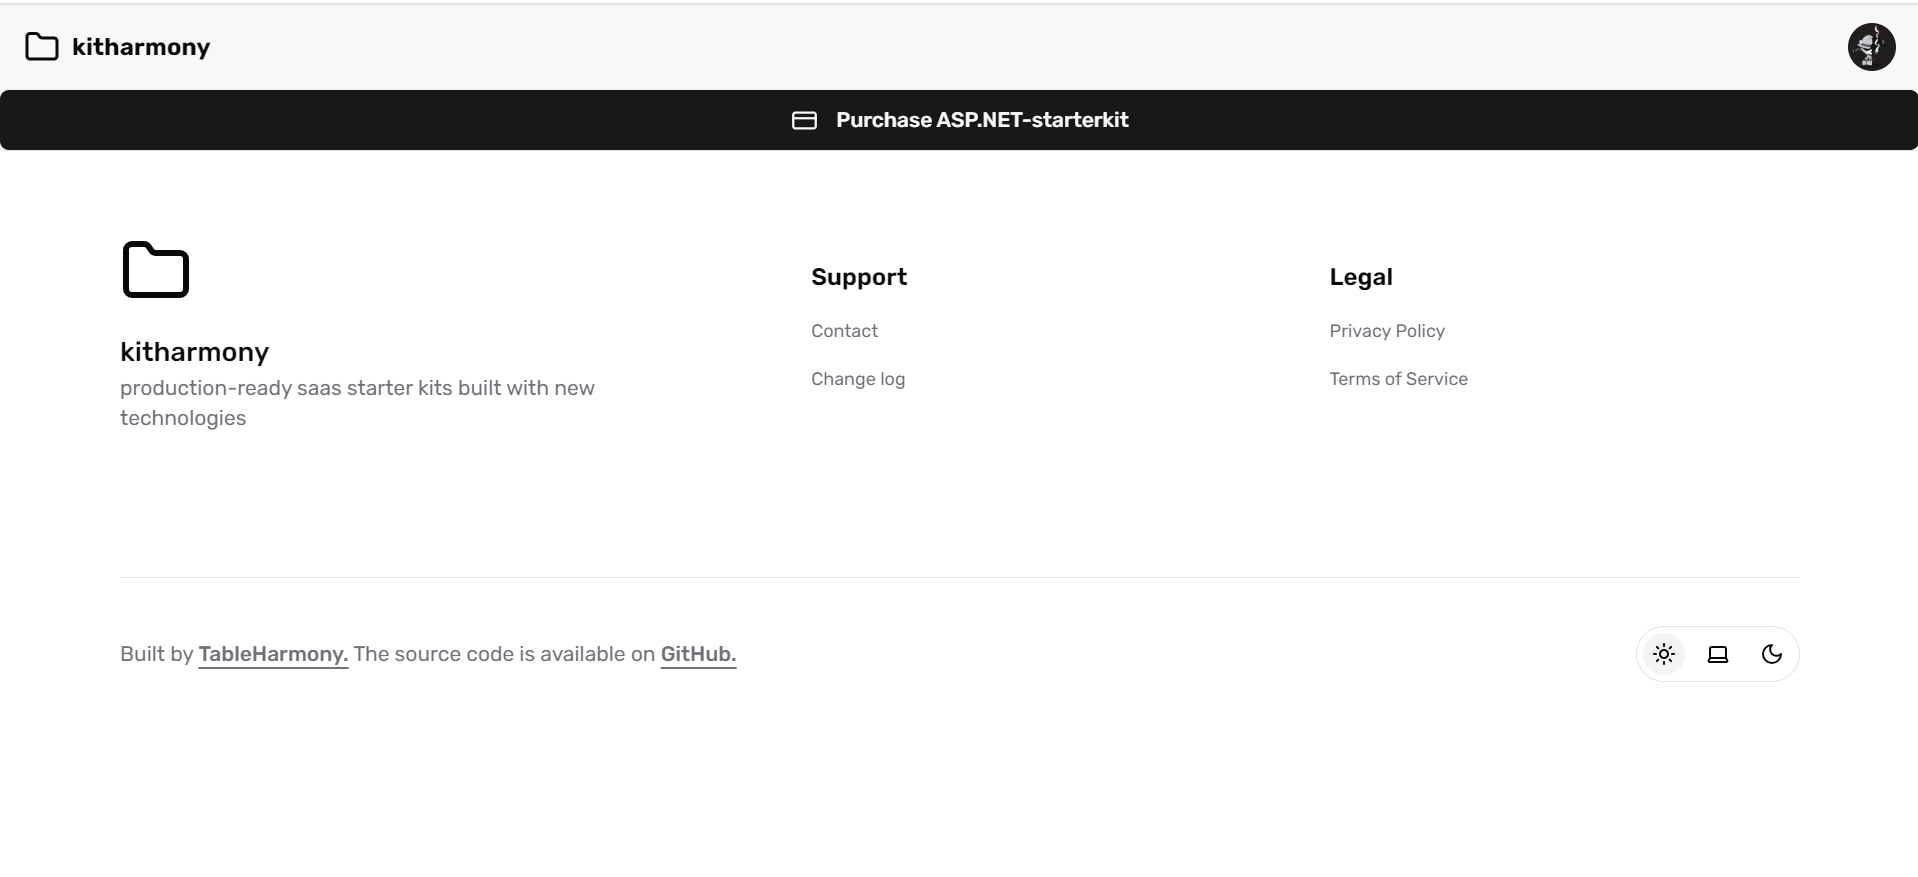 kitharmony
Purchase ASP.NET-starterkit
kitharmony
production-ready saas starter kits built with new
technologies
Support
Contact
Change log
Legal
Privacy Policy
Terms of Service
Built by TableHarmony. The source code is available on GitHub.